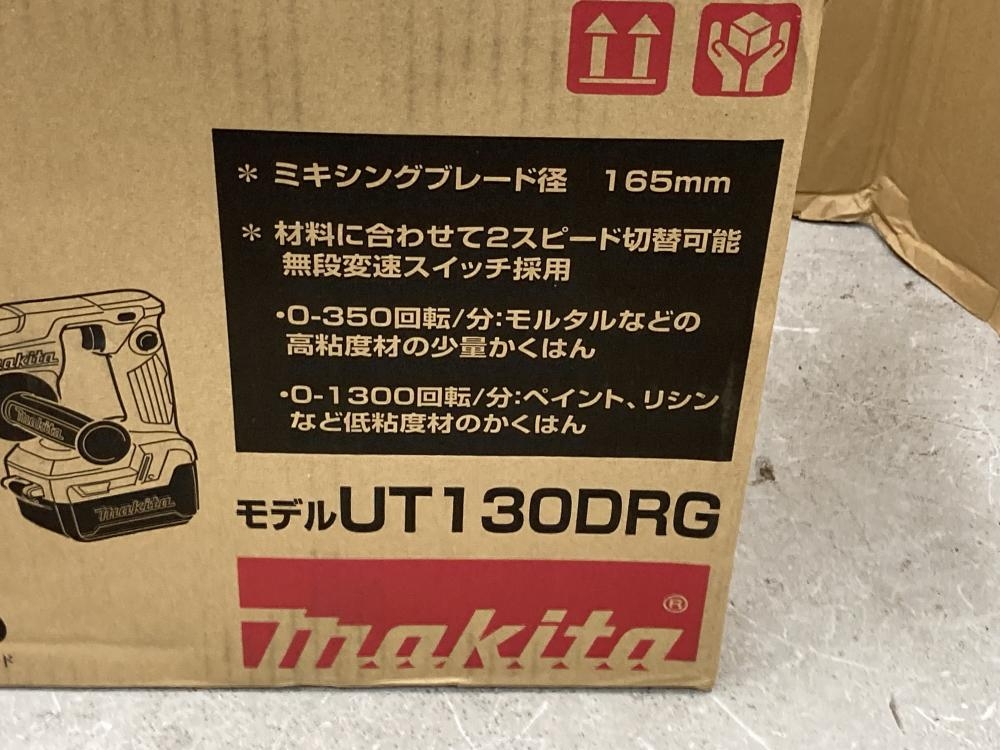 * ミキシングブレード径 165mm
* 材料に合わせて2スピード切替可能
無段変速スイッチ採用
・0-350回転/分:モルタルなどの
高粘度材の少量かくはん
・0-1300回転/分:ペイント、リシン
など低粘度材のかくはん
makita
makita
makita
モデルUT130DRG
makita®
ド